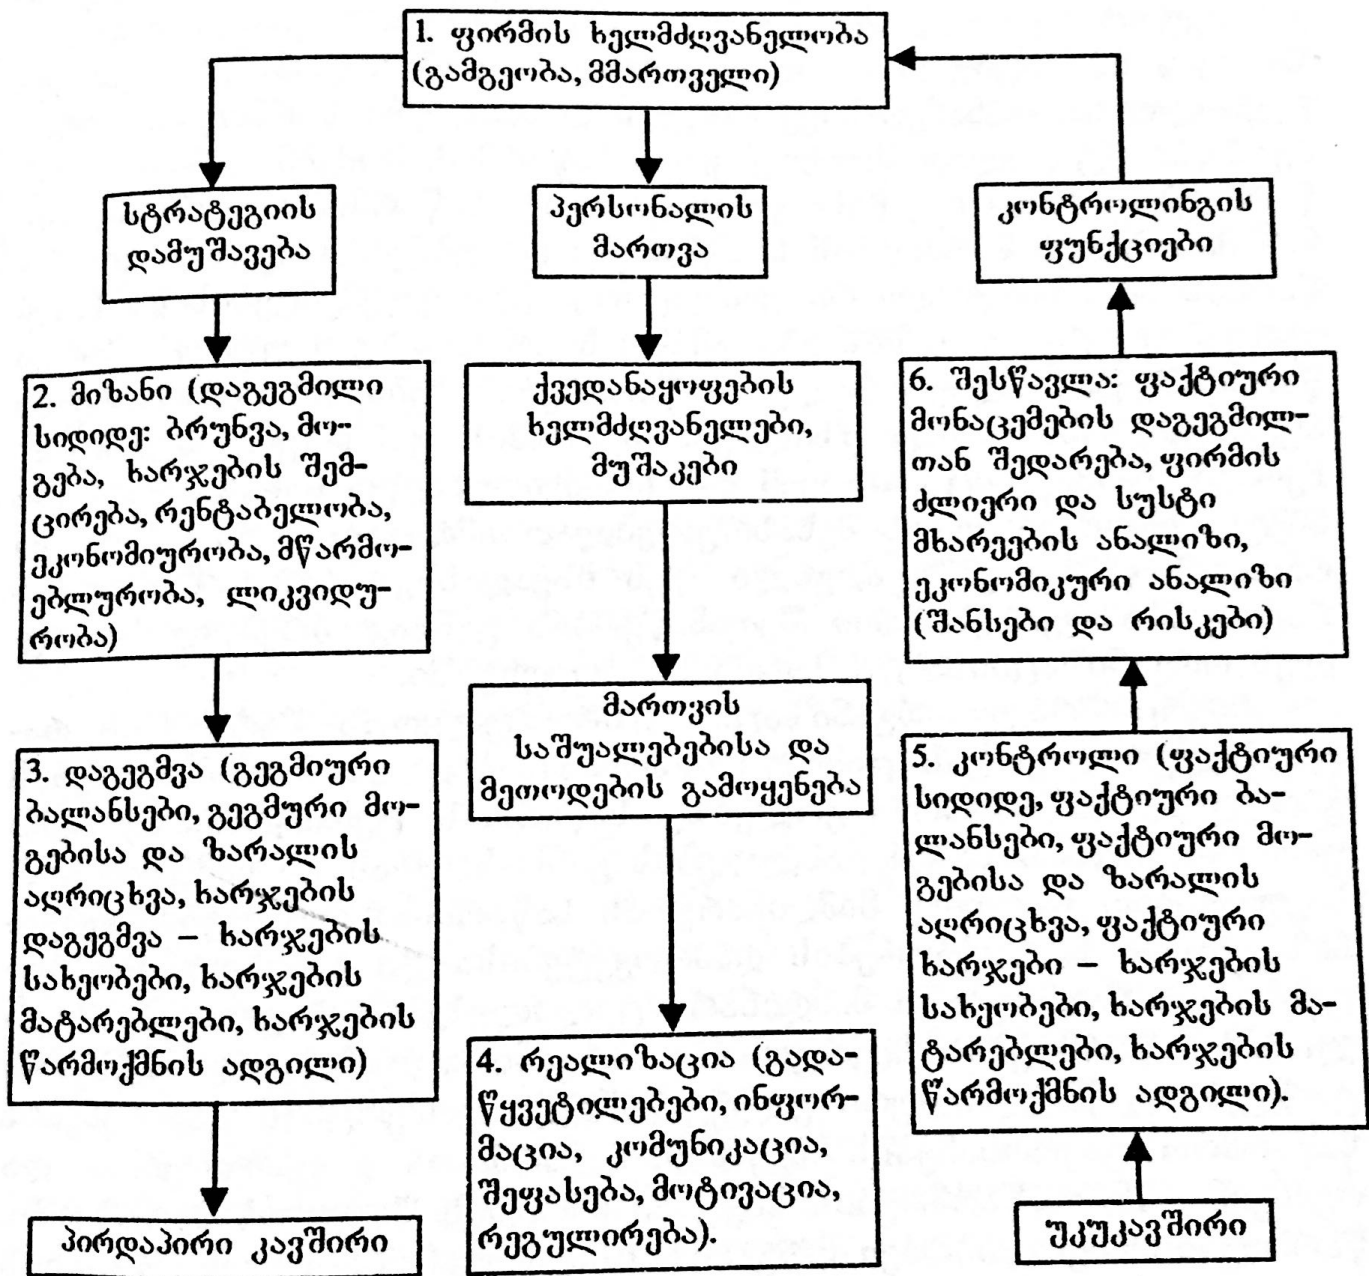 1. ფირმის ხელმძღვანელობა
(გამგეობა, მმართველი)
სტრატეგიის
დამუშავება
პერსონალის
მართვა
კონტროლინგის
ფუნქციები
2. მიზანი (დაგეგმილი
სიდიდე: ბრუნვა, მო-
გება, ხარჯების შემ-
ცირება, რენტაბელობა,
ეკონომიურობა, მწარმო-
ებლურობა, ლიკვიდუ-
რობა)
ქვედანაყოფების
ხელმძღვანელები,
მუშაკები
6. შესწავლა: ფაქტიური
მონაცემების დაგეგმილ-
თან შედარება, ფირმის
ძლიერი და სუსტი
მხარეების ანალიზი,
ეკონომიკური ანალიზი
(შანსები და რისკები)
მართვის
საშუალებებისა და
მეთოდების გამოყენება
3. დაგეგმვა (გეგმიური
ბალანსები, გეგმური მო-
გებისა და ზარალის
აღრიცხვა, ხარჯების
დაგეგმვა – ხარჯების
სახეობები, ხარჯების
მატარებლები, ხარჯების
წარმოქმნის ადგილი)
5. კონტროლი (ფაქტიური
სიდიდე, ფაქტიური ბა-
ლანსები, ფაქტიური მო-
გებისა და ზარალის
აღრიცხვა, ფაქტიური
ხარჯები – ხარჯების
სახეობები, ხარჯების მა-
ტარებლები, ხარჯების
წარმოქმნის ადგილი).
4. რეალიზაცია (გადა-
წყვეტილებები, ინფორ-
მაცია, კომუნიკაცია,
შეფასება, მოტივაცია,
რეგულირება).
პირდაპირი კავშირი
უკუკავშირი